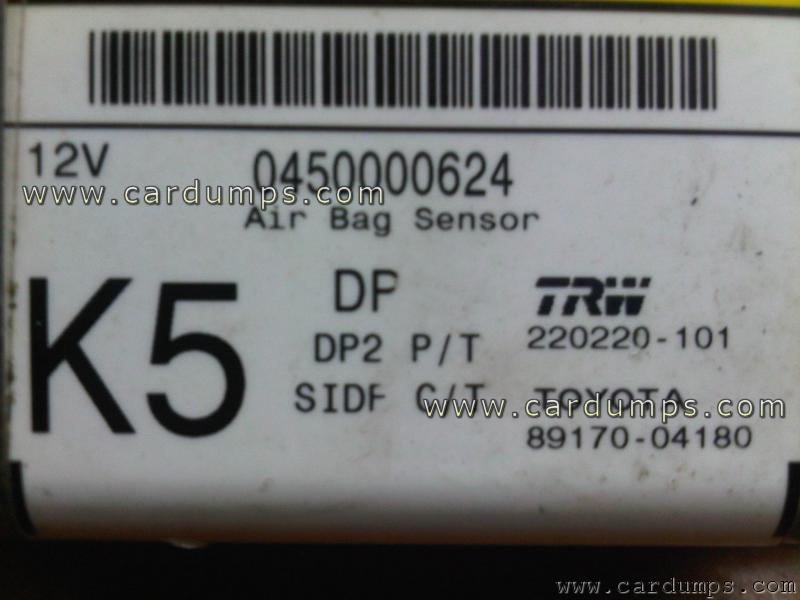 12V
0450000624
www.cardumps.com
Air Bag Sensor
K5
DP
TRW
DP2 P/T
220220-101
SIDE C/T
TOYOTA
www.cardumps.com
89170-04180
www.cardumps.com